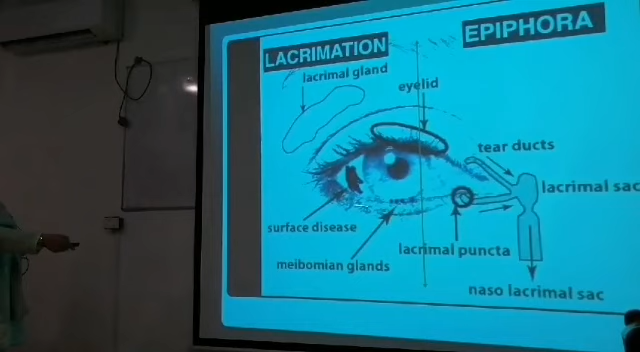 LACRIMATION
EPIPHORA
lacrimal gland
eyelid
tear ducts
lacrimal sac
surface disease
lacrimal puncta
meibomian glands
naso lacrimal sac